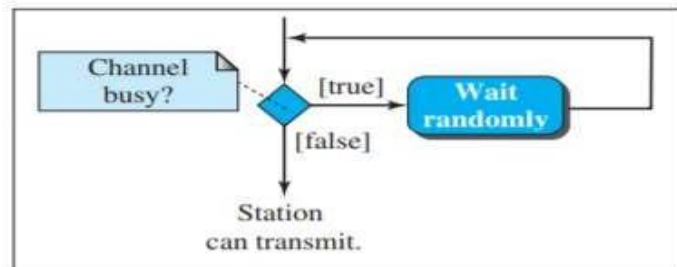 Channel
busy?
[true]
Wait
randomly
[false]
Station
can transmit.